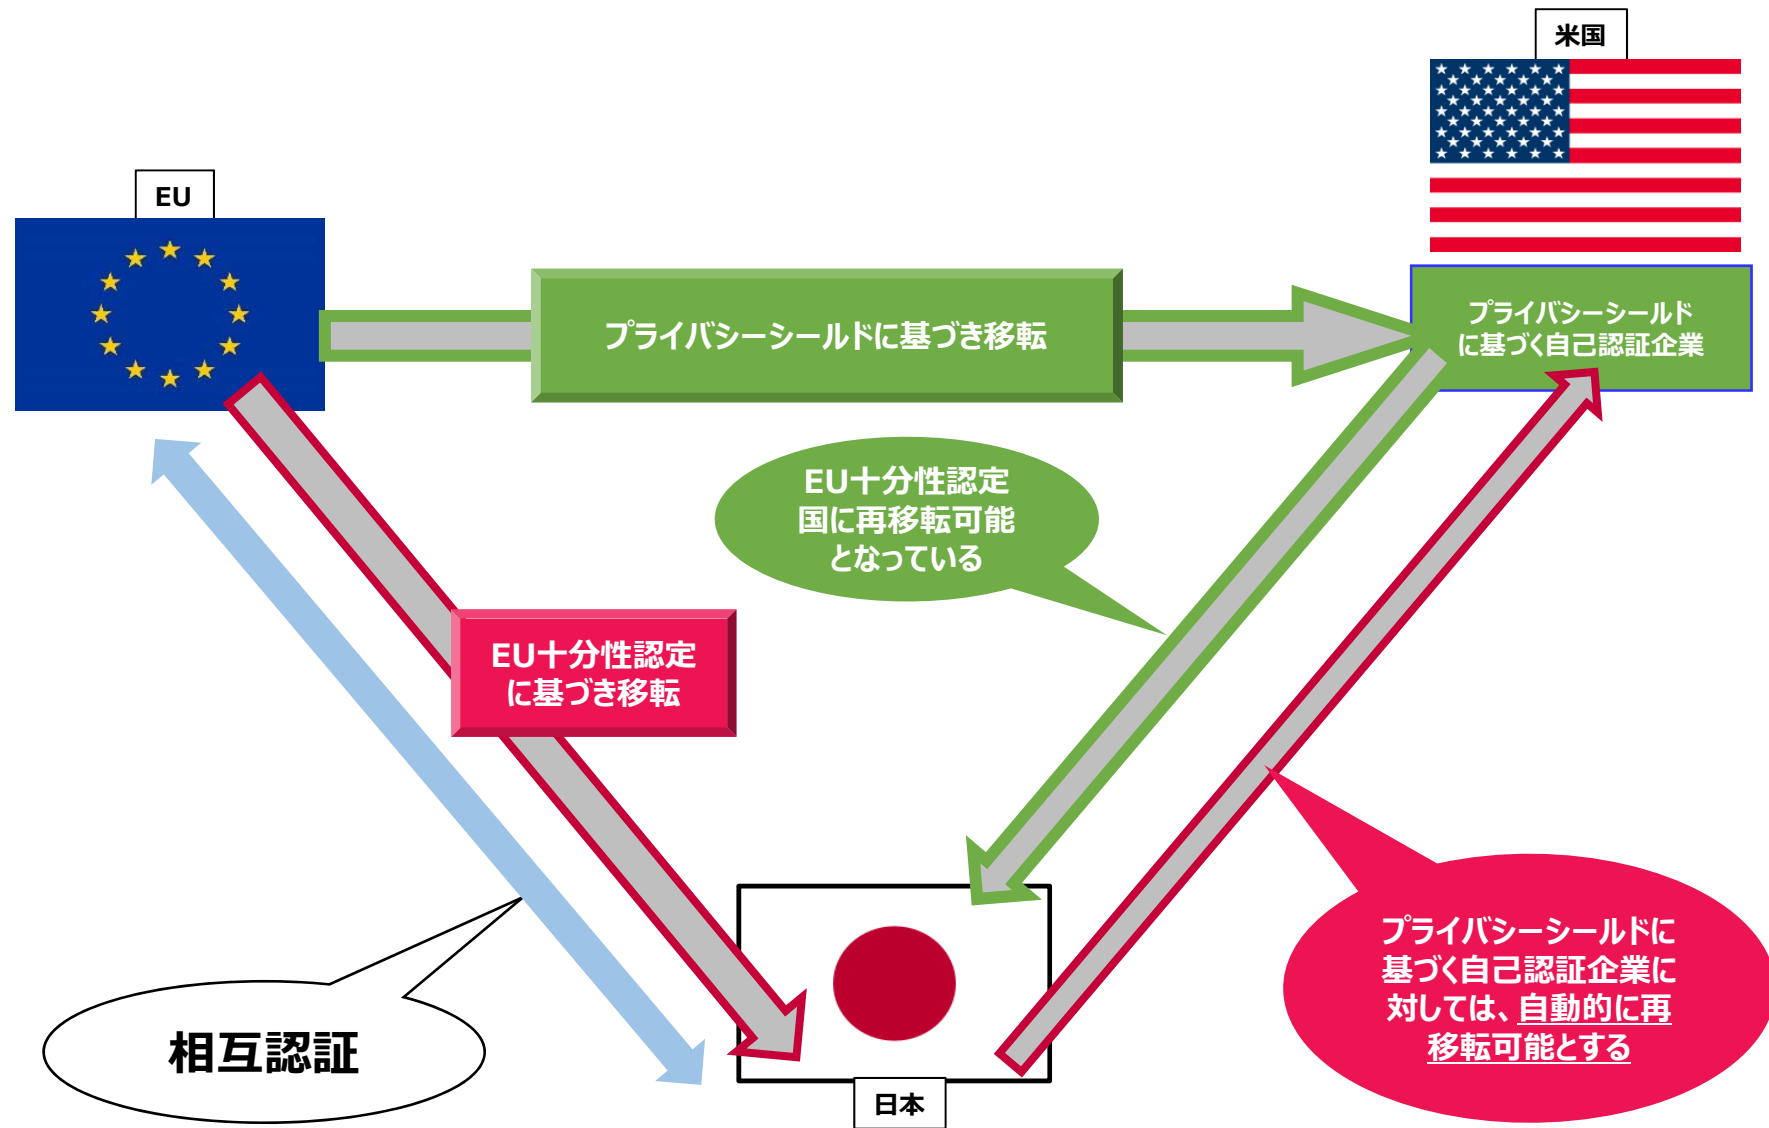 米国
EU
プライバシーシールドに基づき移転
プライバシーシールド
に基づく自己認証企業
EU十分性認定
国に再移転可能
となっている
EU十分性認定
に基づき移転
プライバシーシールドに
基づく自己認証企業に
対しては、自動的に再
移転可能とする
相互認証
日本